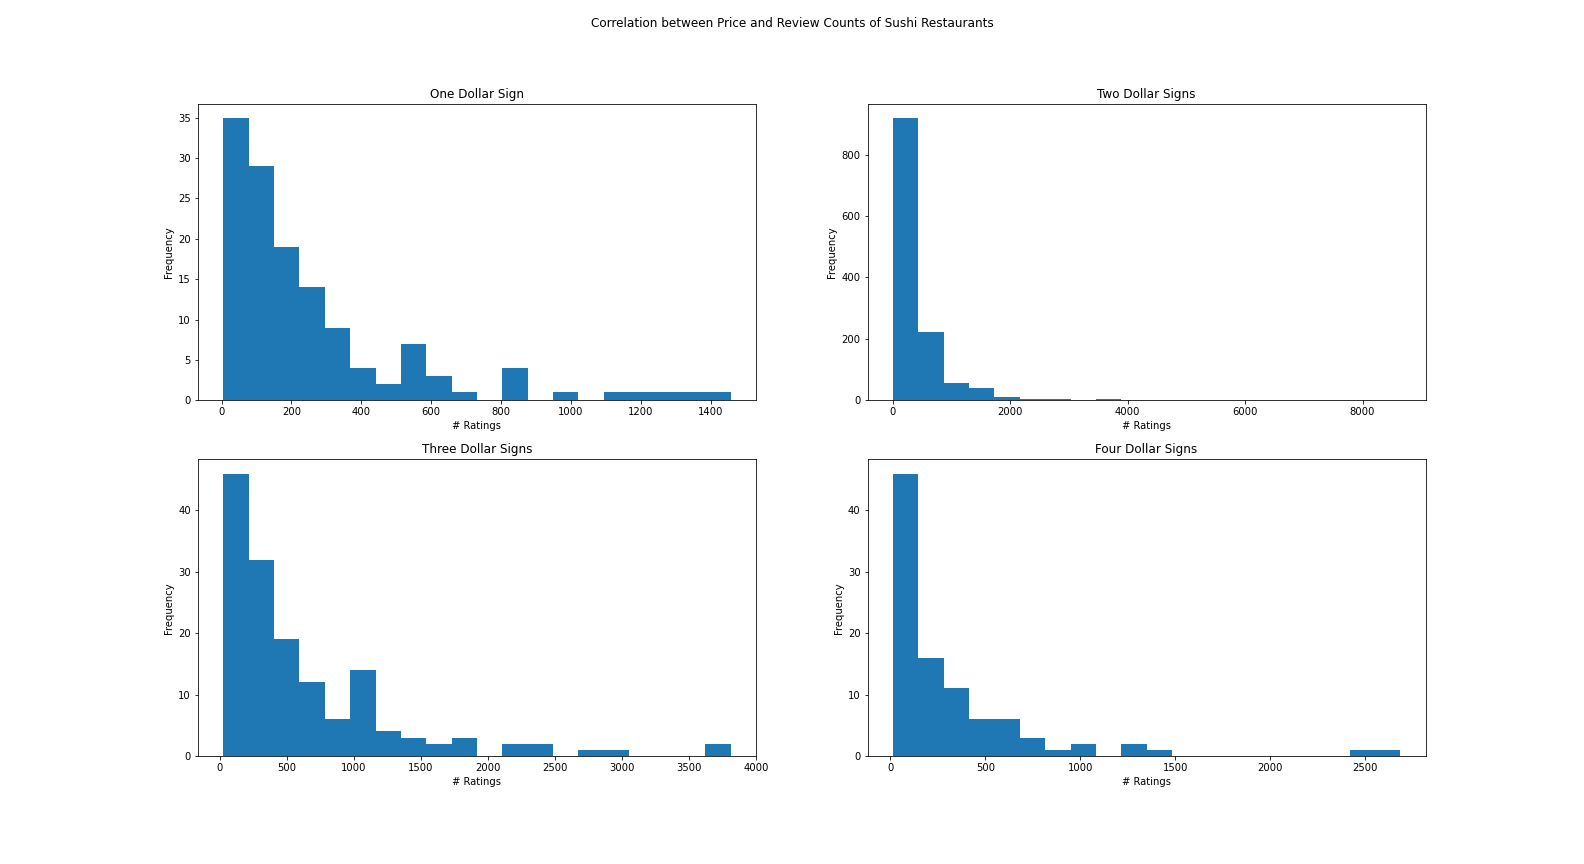 Correlation between Price and Review Counts of Sushi Restaurants
One Dollar Sign
35
30
25
20
15
10
5
0
Frequency
0 200 400 600 800 1000 1200 1400
# Ratings
Two Dollar Signs
800
600
400
200
0
Frequency
0 2000 4000 6000 8000
# Ratings
Three Dollar Signs
40
30
20
10
0
Frequency
0 500 1000 1500 2000 2500 3000 3500 4000
# Ratings
Four Dollar Signs
40
30
20
10
0
Frequency
0 500 1000 1500 2000 2500
# Ratings